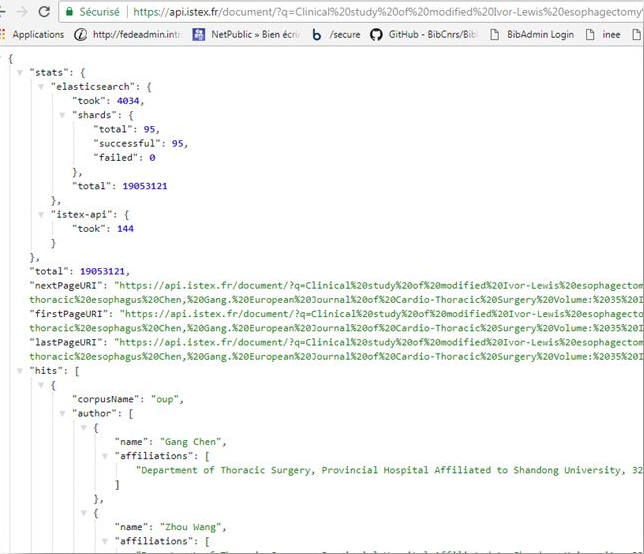 Sécurisé | https://api.istex.fr/document/?q=Clinical%20study%20of%20modified%20Ivor-Lewis%20esophagectomy
Applications http://fedeadmin.intr NetPublic » Bien écri /secure GitHub - BibCnrs/Bib BibAdmin Login inee
{
"stats": {
"elasticsearch": {
"took": 4034,
"shards": {
"total": 95,
"successful": 95,
"failed": 0
},
"total": 19053121
},
"istex-api": {
"took": 144
}
},
"total": 19053121,
"nextPageURI": "https://api.istex.fr/document/?q=Clinical%20study%20of%20modified%20Ivor-Lewis%20esophagectom
thoracic%20esophagus%20Chen,%20Gang.%20European%20Journal%20of%20Cardio-Thoracic%20Surgery%20Volume:%2035%20I
"firstPageURI": "https://api.istex.fr/document/?q=Clinical%20study%20of%20modified%20Ivor-Lewis%20esophagecto
thoracic%20esophagus%20Chen,%20Gang.%20European%20Journal%20of%20Cardio-Thoracic%20Surgery%20Volume:%2035%20I
"lastPageURI": "https://api.istex.fr/document/?q=Clinical%20study%20of%20modified%20Ivor-Lewis%20esophagectom
thoracic%20esophagus%20Chen,%20Gang.%20European%20Journal%20of%20Cardio-Thoracic%20Surgery%20Volume:%2035%20I
"hits": [
{
"corpusName": "oup",
"author": [
{
"name": "Gang Chen",
"affiliations": [
"Department of Thoracic Surgery, Provincial Hospital Affiliated to Shandong University, 32
]
},
{
"name": "Zhou Wang",
"affiliations": [